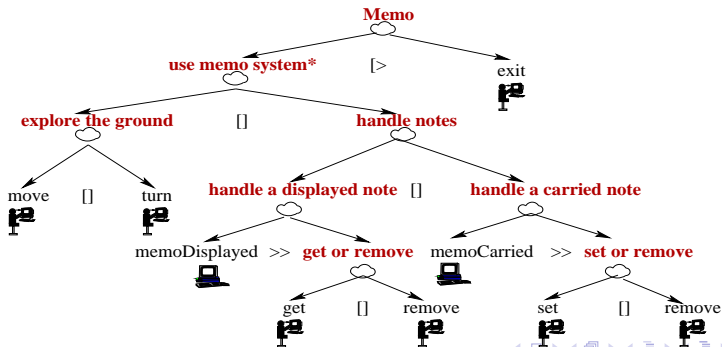 Memo
use memo system* [> exit
explore the ground [] handle notes
move [] turn handle a displayed note [] handle a carried note
memoDisplayed >> get or remove memoCarried >> set or remove
get [] remove set [] remove